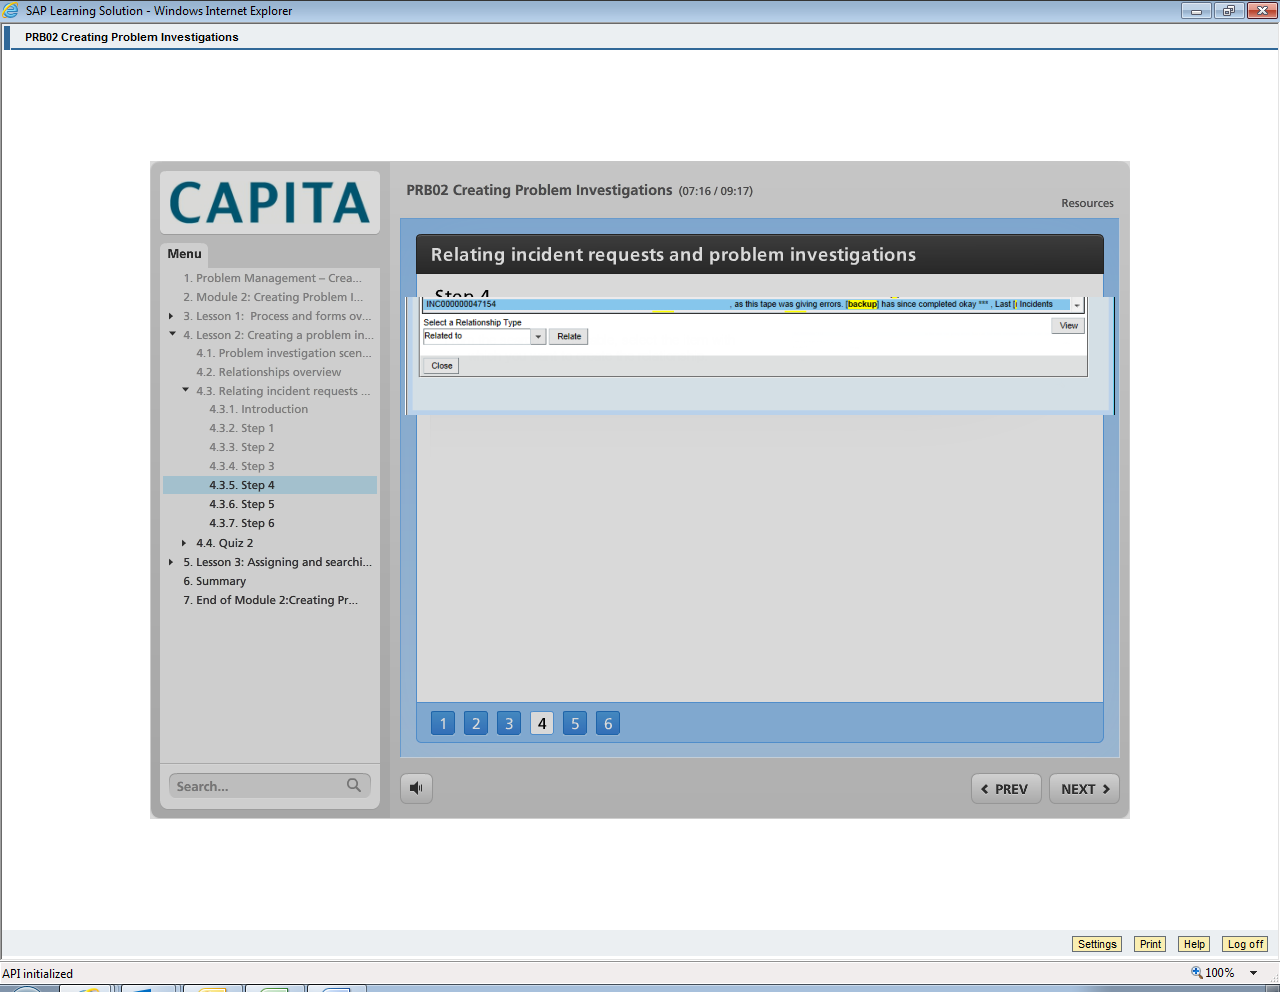 SAP Learning Solution - Windows Internet Explorer
PRB02 Creating Problem Investigations
CAPITA
Menu
1. Problem Management – Crea...
2. Module 2: Creating Problem I...
3. Lesson 1: Process and forms ov...
4. Lesson 2: Creating a problem in...
4.1. Problem investigation scen...
4.2. Relationships overview
4.3. Relating incident requests ...
4.3.1. Introduction
4.3.2. Step 1
4.3.3. Step 2
4.3.4. Step 3
4.3.5. Step 4
4.3.6. Step 5
4.3.7. Step 6
4.4. Quiz 2
5. Lesson 3: Assigning and searchi...
6. Summary
7. End of Module 2:Creating Pr...
Search...
PRB02 Creating Problem Investigations (07:16 / 09:17)
Resources
Relating incident requests and problem investigations
Step 4
INC000000047154 , as this tape was giving errors. [backup] has since completed okay *** , Last [ Incidents
Select a Relationship Type
View
Related to Relate
Close
1 2 3 4 5 6
PREV NEXT
Settings Print Help Log off
API initialized
100%